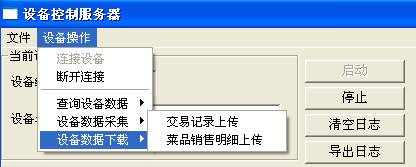 设备控制服务器
文件 设备操作
当前
连接设备
断开连接
启动
设备
查询设备数据
停止
设备
设备数据采集
交易记录上传
清空日志
设备数据下载
菜品销售明细上传
导出日志